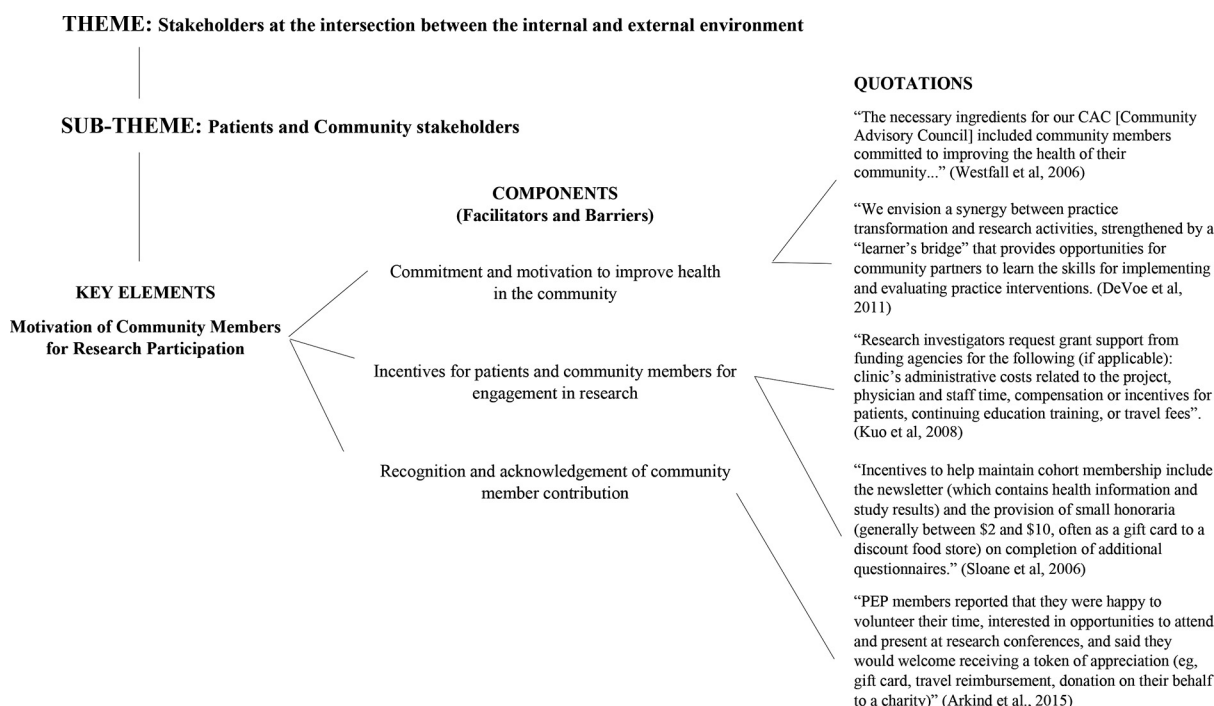 THEME: Stakeholders at the intersection between the internal and external environment
SUB-THEME: Patients and Community stakeholders
KEY ELEMENTS
Motivation of Community Members
for Research Participation
COMPONENTS
(Facilitators and Barriers)
Commitment and motivation to improve health
in the community
Incentives for patients and community members for
engagement in research
Recognition and acknowledgement of community
member contribution
QUOTATIONS
“The necessary ingredients for our CAC [Community
Advisory Council] included community members
committed to improving the health of their
community...” (Westfall et al, 2006)
“We envision a synergy between practice
transformation and research activities, strengthened by a
“learner’s bridge” that provides opportunities for
community partners to learn the skills for implementing
and evaluating practice interventions. (DeVoe et al,
2011)
“Research investigators request grant support from
funding agencies for the following (if applicable):
clinic’s administrative costs related to the project,
physician and staff time, compensation or incentives for
patients, continuing education training, or travel fees”.
(Kuo et al, 2008)
“Incentives to help maintain cohort membership include
the newsletter (which contains health information and
study results) and the provision of small honoraria
(generally between $2 and $10, often as a gift card to a
discount food store) on completion of additional
questionnaires.” (Sloane et al, 2006)
“PEP members reported that they were happy to
volunteer their time, interested in opportunities to attend
and present at research conferences, and said they
would welcome receiving a token of appreciation (eg,
gift card, travel reimbursement, donation on their behalf
to a charity)” (Arkind et al., 2015)